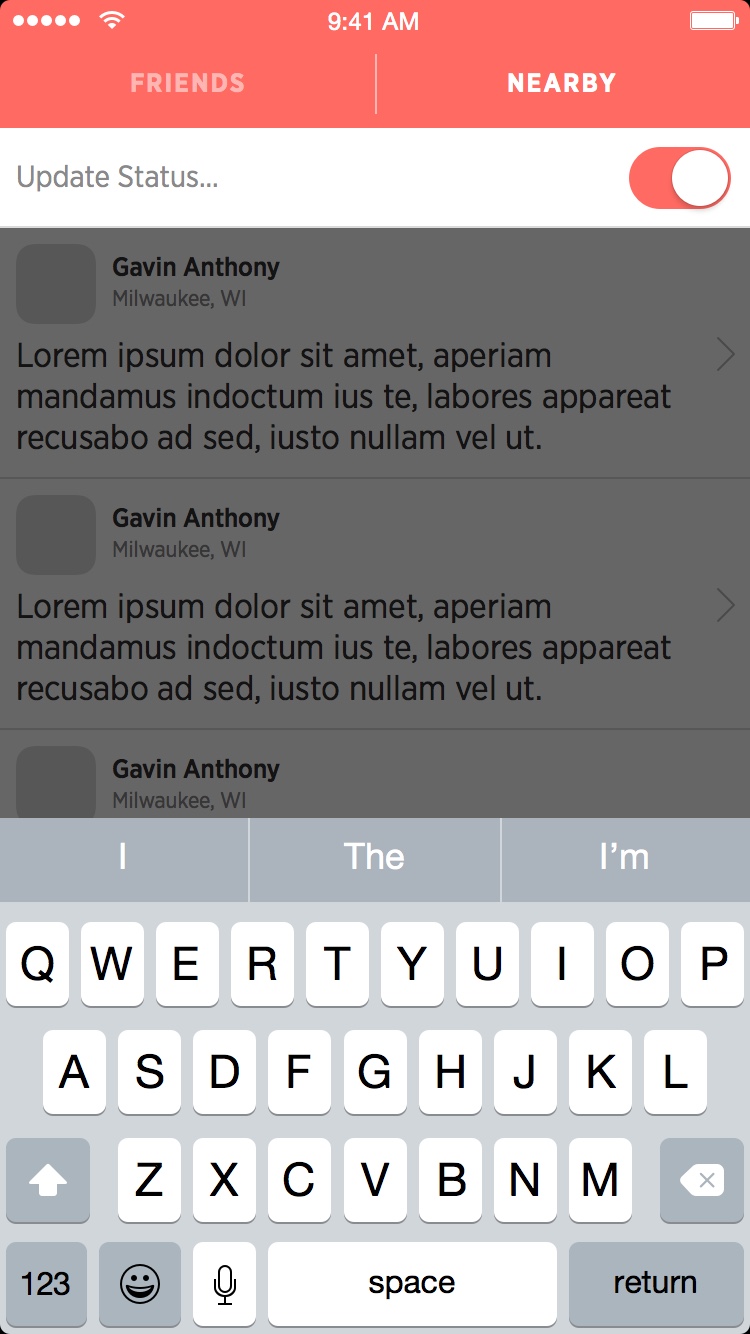 9:41 AM
FRIENDS NEARBY
Update Status...
Gavin Anthony
Milwaukee, WI
Lorem ipsum dolor sit amet, aperiam
mandamus indoctum ius te, labores appareat
recusabo ad sed, iusto nullam vel ut.
Gavin Anthony
Milwaukee, WI
Lorem ipsum dolor sit amet, aperiam
mandamus indoctum ius te, labores appareat
recusabo ad sed, iusto nullam vel ut.
Gavin Anthony
Milwaukee, WI
I The I’m
Q W E R T Y U I O P
A S D F G H J K L
Z X C V B N M
123 space return